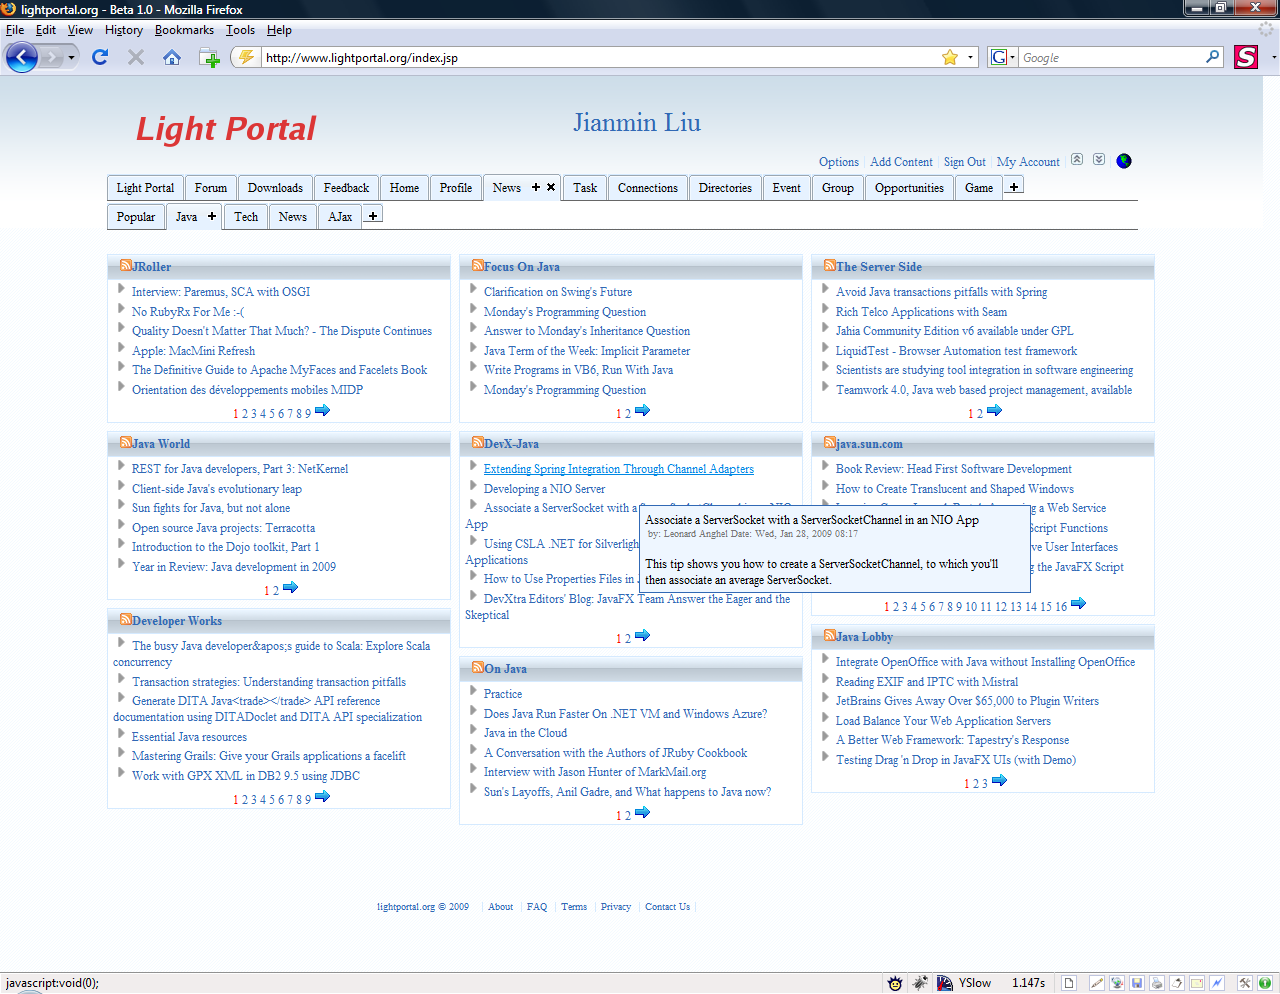 lightportal.org - Beta 1.0 - Mozilla Firefox
File Edit View History Bookmarks Tools Help
http://www.lightportal.org/index.jsp
Google
Light Portal
Jianmin Liu
Options Add Content Sign Out My Account
Light Portal Forum Downloads Feedback Home Profile News Task Connections Directories Event Group Opportunities Game
Popular Java Tech News AJax
JRoller
Interview: Paremus, SCA with OSGI
No RubyRx For Me :-(
Quality Doesn't Matter That Much? - The Dispute Continues
Apple: MacMini Refresh
The Definitive Guide to Apache MyFaces and Facelets Book
Orientation des développements mobiles MIDP
1 2 3 4 5 6 7 8 9
Java World
REST for Java developers, Part 3: NetKernel
Client-side Java's evolutionary leap
Sun fights for Java, but not alone
Open source Java projects: Terracotta
Introduction to the Dojo toolkit, Part 1
Year in Review: Java development in 2009
1 2
Developer Works
The busy Java developer&apos;s guide to Scala: Explore Scala
concurrency
Transaction strategies: Understanding transaction pitfalls
Generate DITA Java<trade></trade> API reference
documentation using DITADoclet and DITA API specialization
Essential Java resources
Mastering Grails: Give your Grails applications a facelift
Work with GPX XML in DB2 9.5 using JDBC
1 2 3 4 5 6 7 8 9
Focus On Java
Clarification on Swing's Future
Monday's Programming Question
Answer to Monday's Inheritance Question
Java Term of the Week: Implicit Parameter
Write Programs in VB6, Run With Java
Monday's Programming Question
1 2
DevX-Java
Extending Spring Integration Through Channel Adapters
Developing a NIO Server
Associate a ServerSocket with a
App
Using CSLA .NET for Silverligh
Applications
How to Use Properties Files in
DevXtra Editors' Blog: JavaFX Team Answer the Eager and the
Skeptical
1 2
Associate a ServerSocket with a ServerSocketChannel in an NIO App
by: Leonard Anghel Date: Wed, Jan 28, 2009 08:17
This tip shows you how to create a ServerSocketChannel, to which you'll
then associate an average ServerSocket.
On Java
Practice
Does Java Run Faster On .NET VM and Windows Azure?
Java in the Cloud
A Conversation with the Authors of JRuby Cookbook
Interview with Jason Hunter of MarkMail.org
Sun's Layoffs, Anil Gadre, and What happens to Java now?
1 2
The Server Side
Avoid Java transactions pitfalls with Spring
Rich Telco Applications with Seam
Jahia Community Edition v6 available under GPL
LiquidTest - Browser Automation test framework
Scientists are studying tool integration in software engineering
Teamwork 4.0, Java web based project management, available
1 2
java.sun.com
Book Review: Head First Software Development
How to Create Translucent and Shaped Windows
a Web Service
Script Functions
ve User Interfaces
g the JavaFX Script
1 2 3 4 5 6 7 8 9 10 11 12 13 14 15 16
Java Lobby
Integrate OpenOffice with Java without Installing OpenOffice
Reading EXIF and IPTC with Mistral
JetBrains Gives Away Over $65,000 to Plugin Writers
Load Balance Your Web Application Servers
A Better Web Framework: Tapestry's Response
Testing Drag 'n Drop in JavaFX UIs (with Demo)
1 2 3
lightportal.org © 2009 About FAQ Terms Privacy Contact Us
javascript:void(0);
YSlow 1.147s